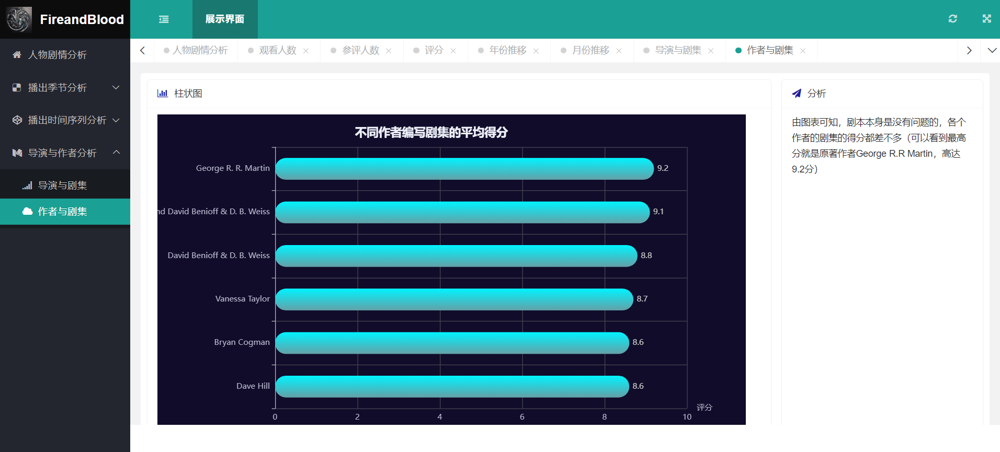 FireandBlood
展示界面
人物剧情分析
播出季节分析
播出时间序列分析
导演与作者分析
导演与剧集
作者与剧集
人物剧情分析
观看人数
参评人数
评分
年份推移
月份推移
导演与剧集
作者与剧集
柱状图
不同作者编写剧集的平均得分
George R. R. Martin
9.2
nd David Benioff & D. B. Weiss
9.1
David Benioff & D. B. Weiss
8.8
Vanessa Taylor
8.7
Bryan Cogman
8.6
Dave Hill
8.6
评分
0 2 4 6 8 10
分析
由图表可知，剧本本身是没有问题的，各个
作者的剧集的得分都差不多（可以看到最高
分就是原著作者George R.R Martin，高达
9.2分）